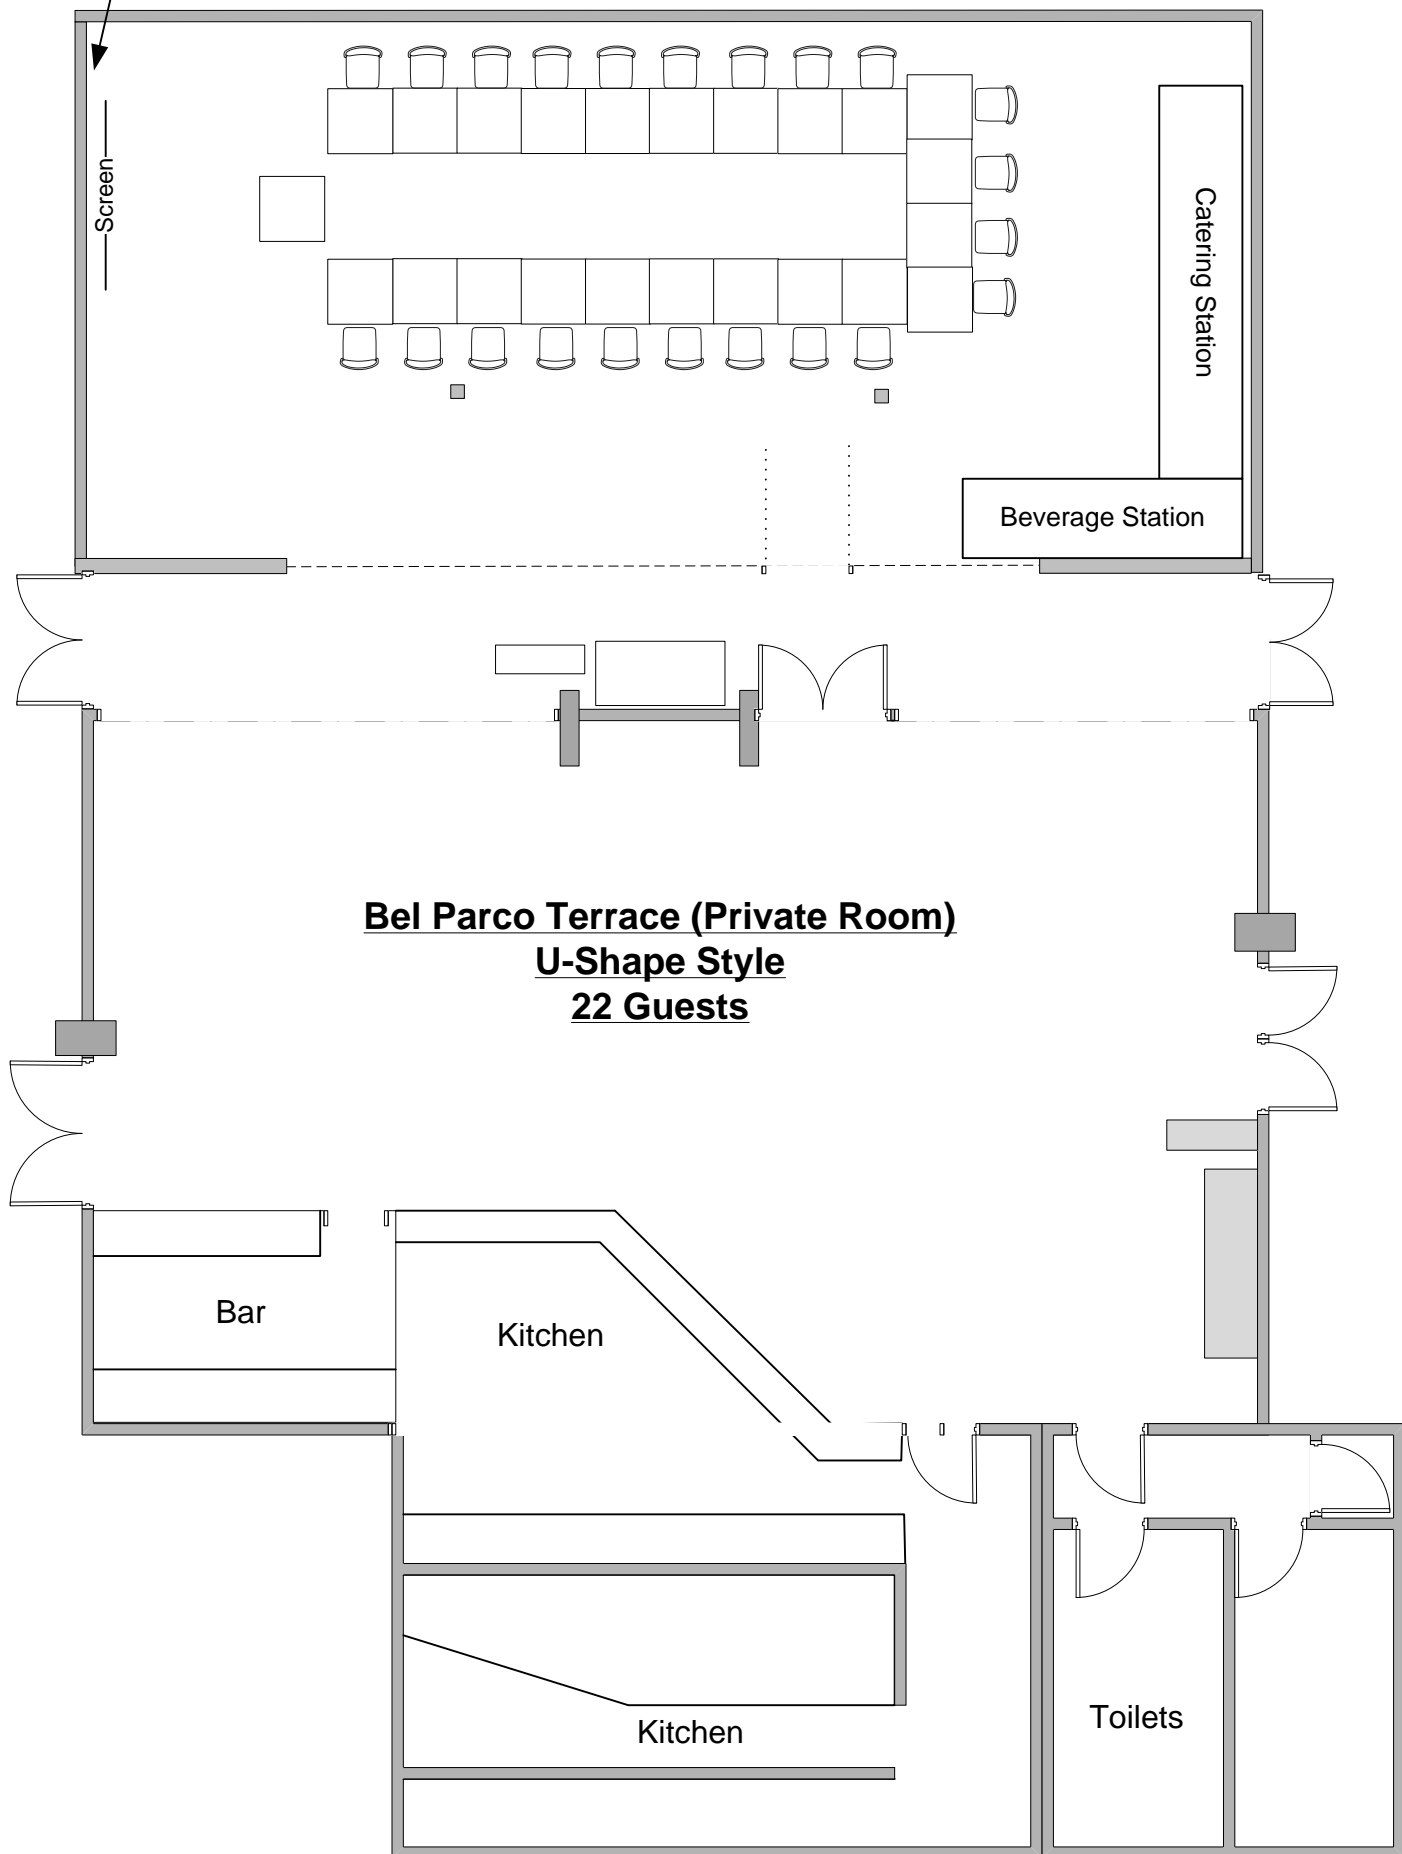 Screen
Catering Station
Beverage Station
Bel Parco Terrace (Private Room)
U-Shape Style
22 Guests
Bar
Kitchen
Kitchen
Toilets